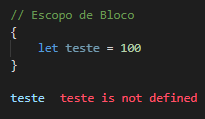 // Escopo de Bloco
{
    let teste = 100
}
teste  teste is not defined